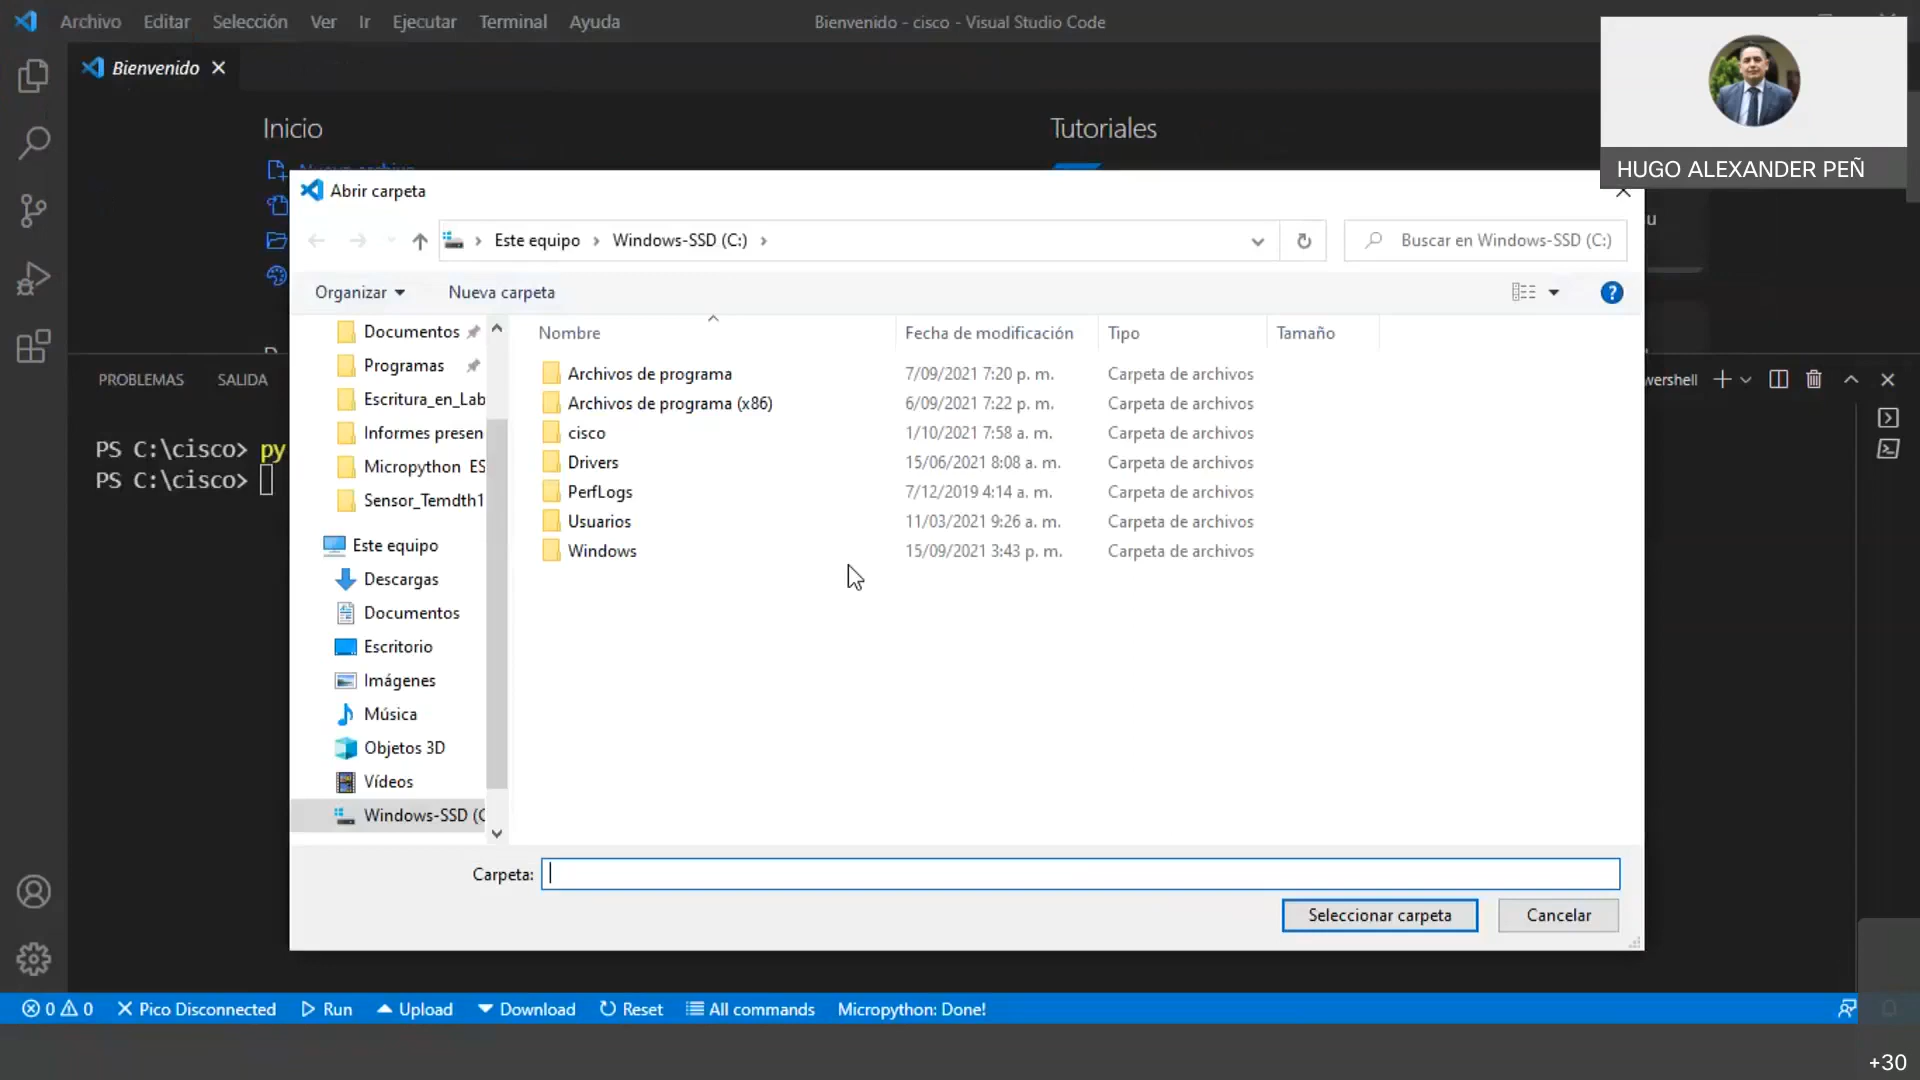 Archivo Editar Selección Ver Ir Ejecutar Terminal Ayuda
Bienvenido - cisco - Visual Studio Code
Bienvenido
HUGO ALEXANDER PEÑ
Inicio
Tutoriales
Abrir carpeta
Este equipo > Windows-SSD (C:) >
Buscar en Windows-SSD (C:)
Organizar
Nueva carpeta
Documentos
Programas
Escritura_en_Lab
Informes presen
Micropython ES
Sensor_Temdth1
Este equipo
Descargas
Documentos
Escritorio
Imágenes
Música
Objetos 3D
Vídeos
Windows-SSD (C
Nombre Fecha de modificación Tipo Tamaño
Archivos de programa 7/09/2021 7:20 p. m. Carpeta de archivos
Archivos de programa (x86) 6/09/2021 7:22 p. m. Carpeta de archivos
cisco 1/10/2021 7:58 a. m. Carpeta de archivos
Drivers 15/06/2021 8:08 a. m. Carpeta de archivos
PerfLogs 7/12/2019 4:14 a. m. Carpeta de archivos
Usuarios 11/03/2021 9:26 a. m. Carpeta de archivos
Windows 15/09/2021 3:43 p. m. Carpeta de archivos
PROBLEMAS SALIDA
wershell
PS C:\cisco> py
PS C:\cisco>
Carpeta:
Seleccionar carpeta
Cancelar
0 0 Pico Disconnected Run Upload Download Reset All commands Micropython: Done!
+30